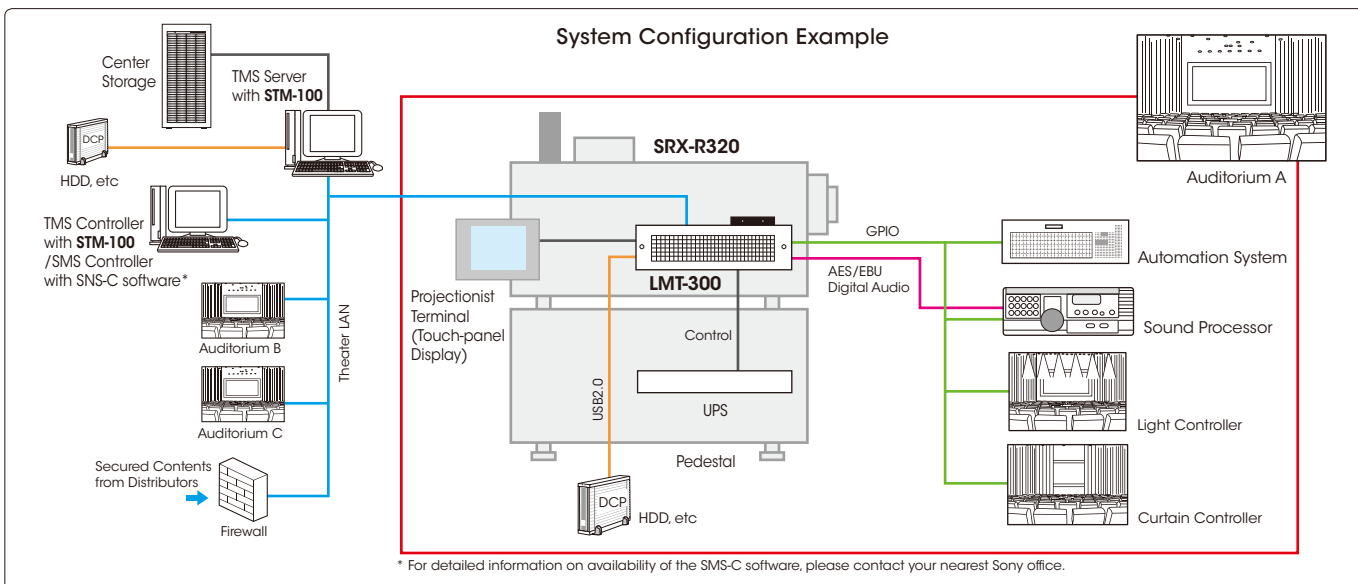 System Configuration Example
Center
Storage
TMS Server
with STM-100
DCP
HDD, etc
TMS Controller
with STM-100
/SMS Controller
with SNS-C software*
Auditorium B
Auditorium C
Theater LAN
Secured Contents
from Distributors
Firewall
SRX-R320
LMT-300
Projectionist
Terminal
(Touch-panel
Display)
Control
USB2.0
UPS
Pedestal
DCP
HDD, etc
GPIO
AES/EBU
Digital Audio
Auditorium A
Automation System
Sound Processor
Light Controller
Curtain Controller
* For detailed information on availability of the SMS-C software, please contact your nearest Sony office.